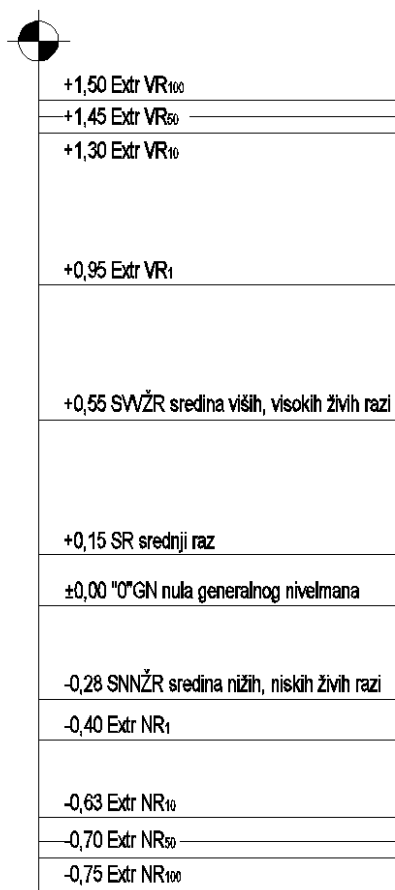 +1,50 Extr VR100
+1,45 Extr VR50
+1,30 Extr VR10
+0,95 Extr VR1
+0,55 SVVŽR sredina viših, visokih živih razi
+0,15 SR srednji raz
±0,00 "0"GN nula generalnog nivelmana
-0,28 SNNŽR sredina nižih, niskih živih razi
-0,40 Extr NR1
-0,63 Extr NR10
-0,70 Extr NR50
-0,75 Extr NR100